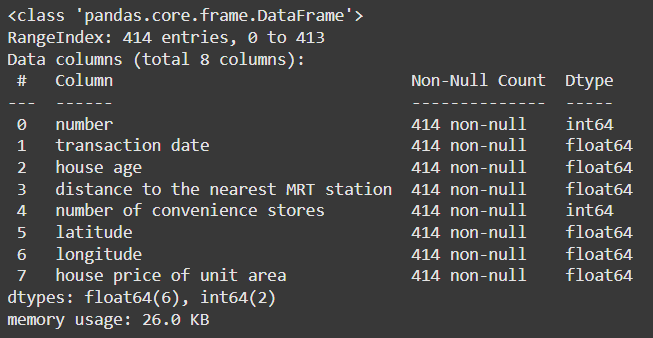 <class 'pandas.core.frame.DataFrame'>
RangeIndex: 414 entries, 0 to 413
Data columns (total 8 columns):
 #   Column                                 Non-Null Count  Dtype
---  ------                                 --------------  -----
 0   number                                 414 non-null    int64
 1   transaction date                       414 non-null    float64
 2   house age                              414 non-null    float64
 3   distance to the nearest MRT station    414 non-null    float64
 4   number of convenience stores           414 non-null    int64
 5   latitude                               414 non-null    float64
 6   longitude                              414 non-null    float64
 7   house price of unit area               414 non-null    float64
dtypes: float64(6), int64(2)
memory usage: 26.0 KB